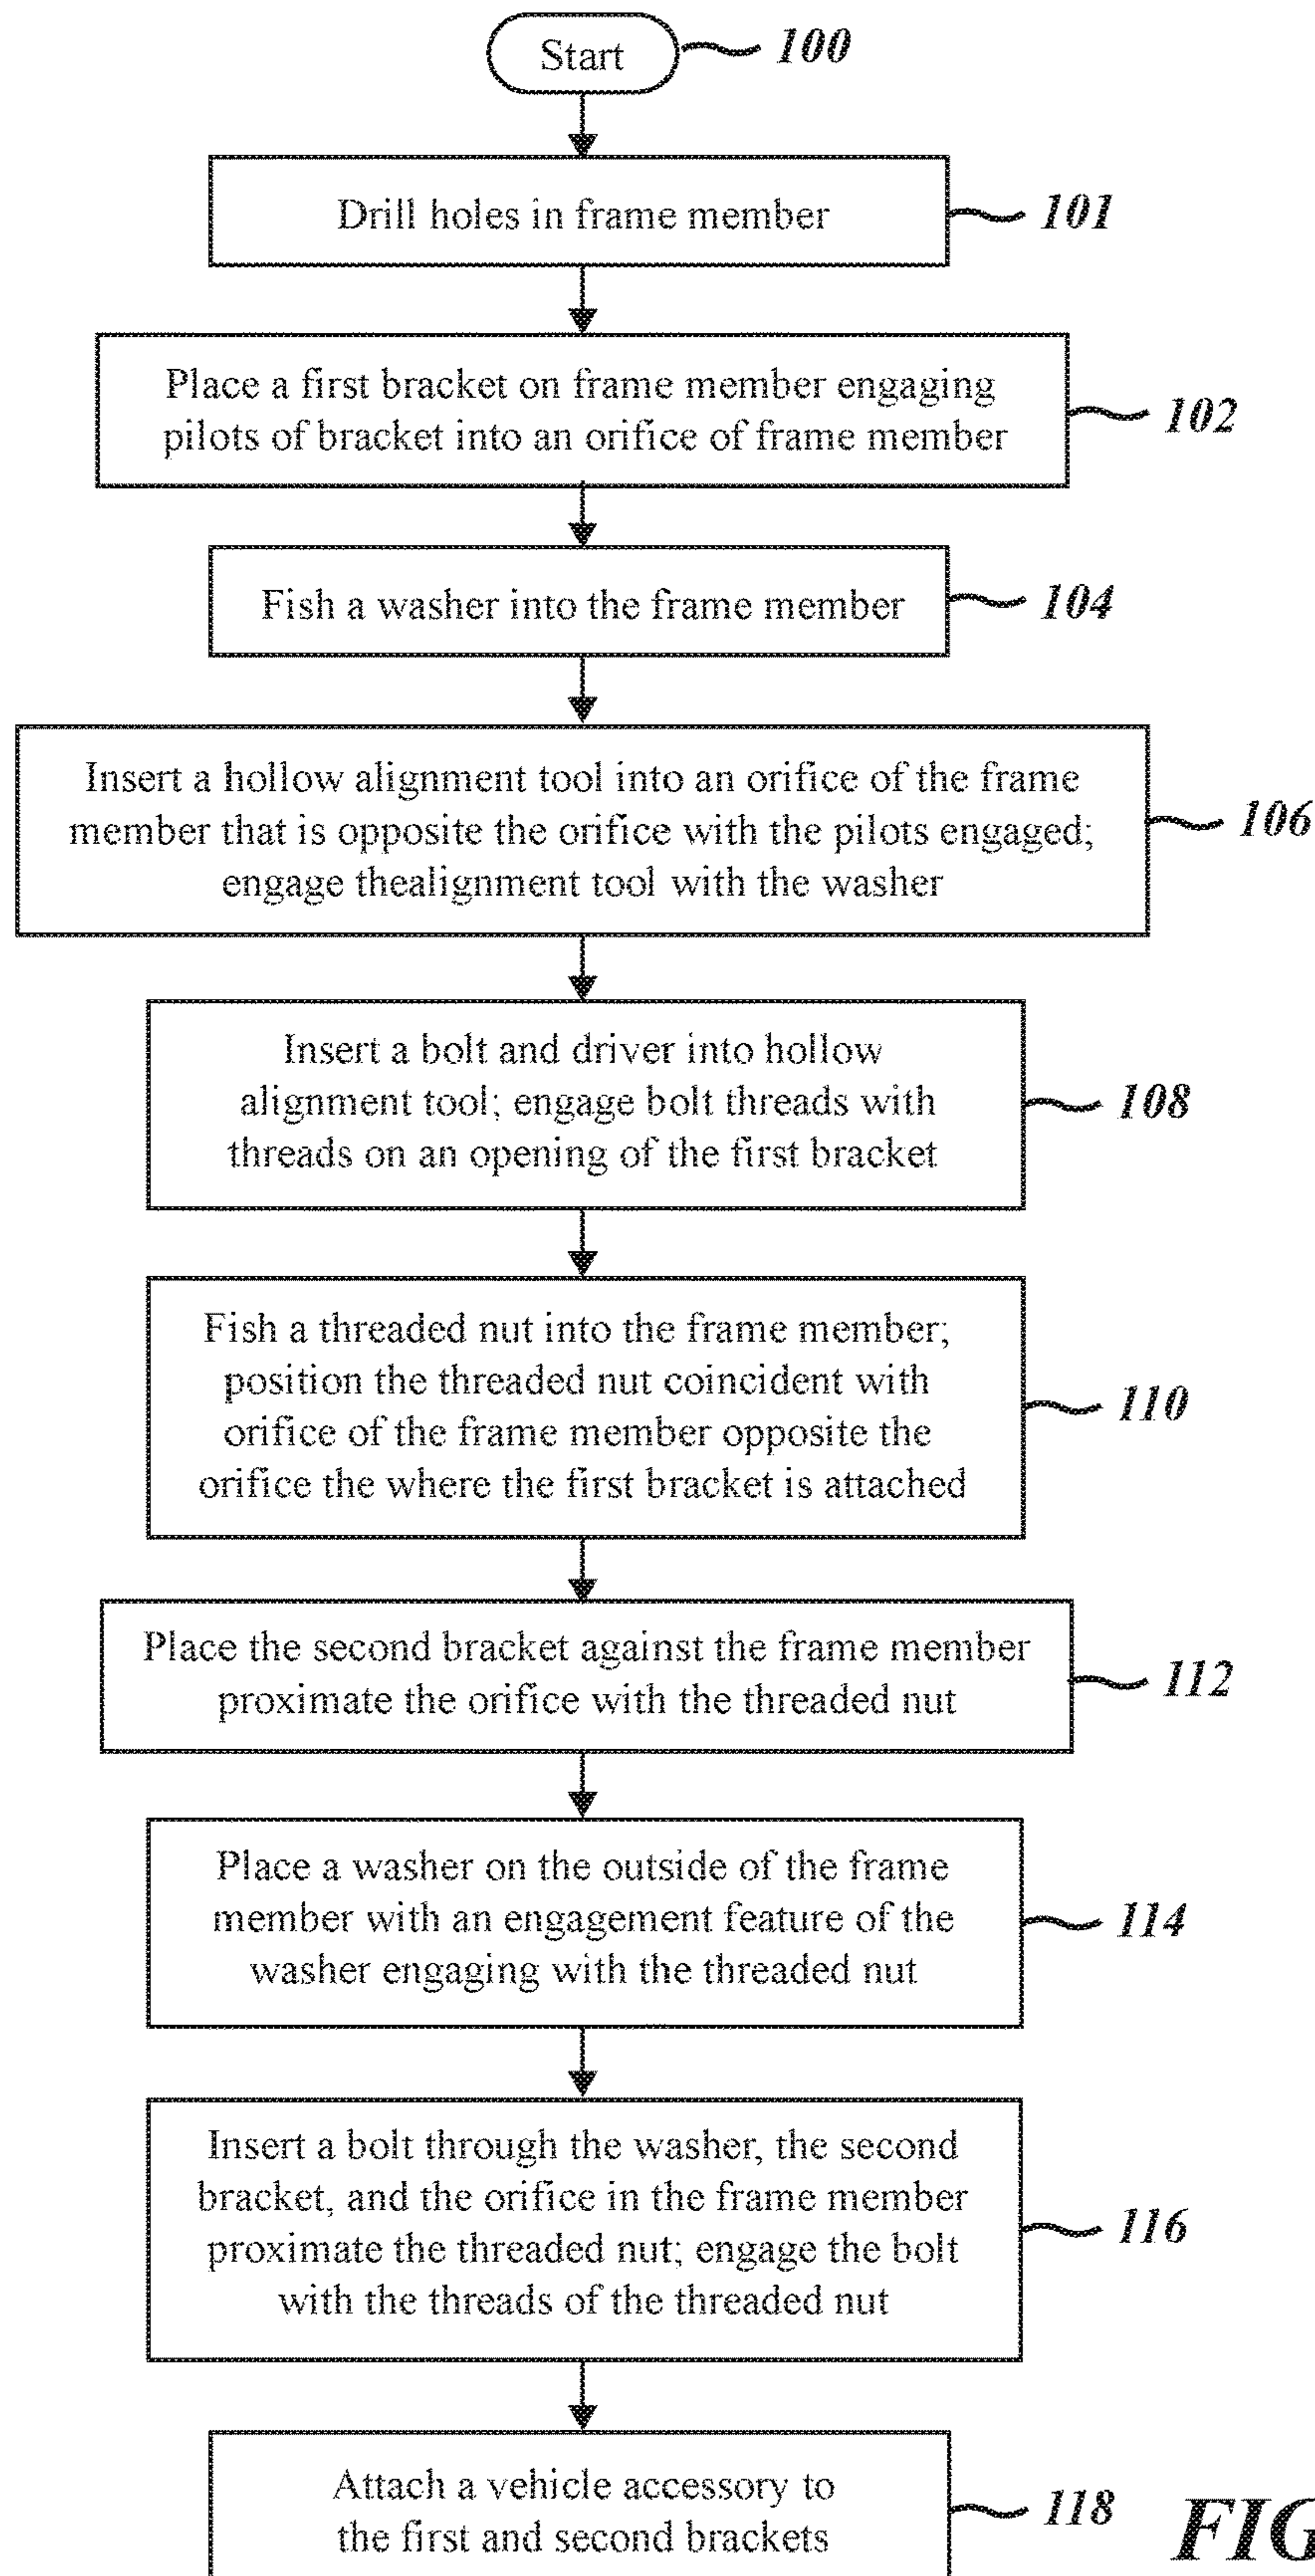 Start
100
Drill holes in frame member
101
Place a first bracket on frame member engaging
pilots of bracket into an orifice of frame member
102
Fish a washer into the frame member
104
Insert a hollow alignment tool into an orifice of the frame
member that is opposite the orifice with the pilots engaged;
engage thealignment tool with the washer
106
Insert a bolt and driver into hollow
alignment tool; engage bolt threads with
threads on an opening of the first bracket
108
Fish a threaded nut into the frame member;
position the threaded nut coincident with
orifice of the frame member opposite the
orifice the where the first bracket is attached
110
Place the second bracket against the frame member
proximate the orifice with the threaded nut
112
Place a washer on the outside of the frame
member with an engagement feature of the
washer engaging with the threaded nut
114
Insert a bolt through the washer, the second
bracket, and the orifice in the frame member
proximate the threaded nut; engage the bolt
with the threads of the threaded nut
116
Attach a vehicle accessory to
the first and second brackets
118
FIG